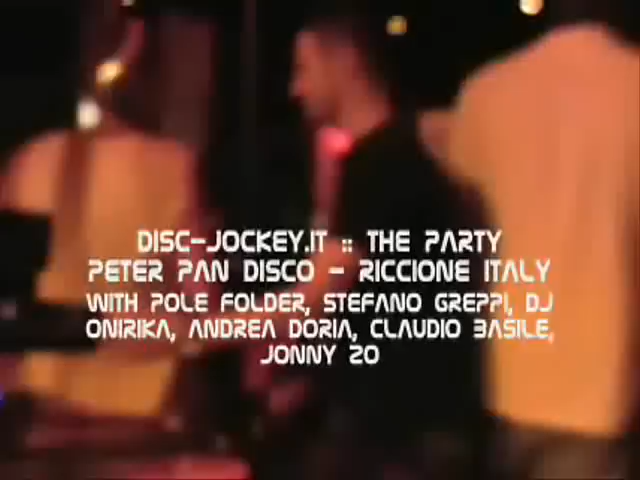 DISC-JOCKEY.IT :: THE PARTY
PETER PAN DISCO - RICCIONE ITALY
WITH POLE FOLDER, STEFANO GREPPI, DJ
ONIRIKA, ANDREA DORIA, CLAUDIO BASILE,
JONNY ZO